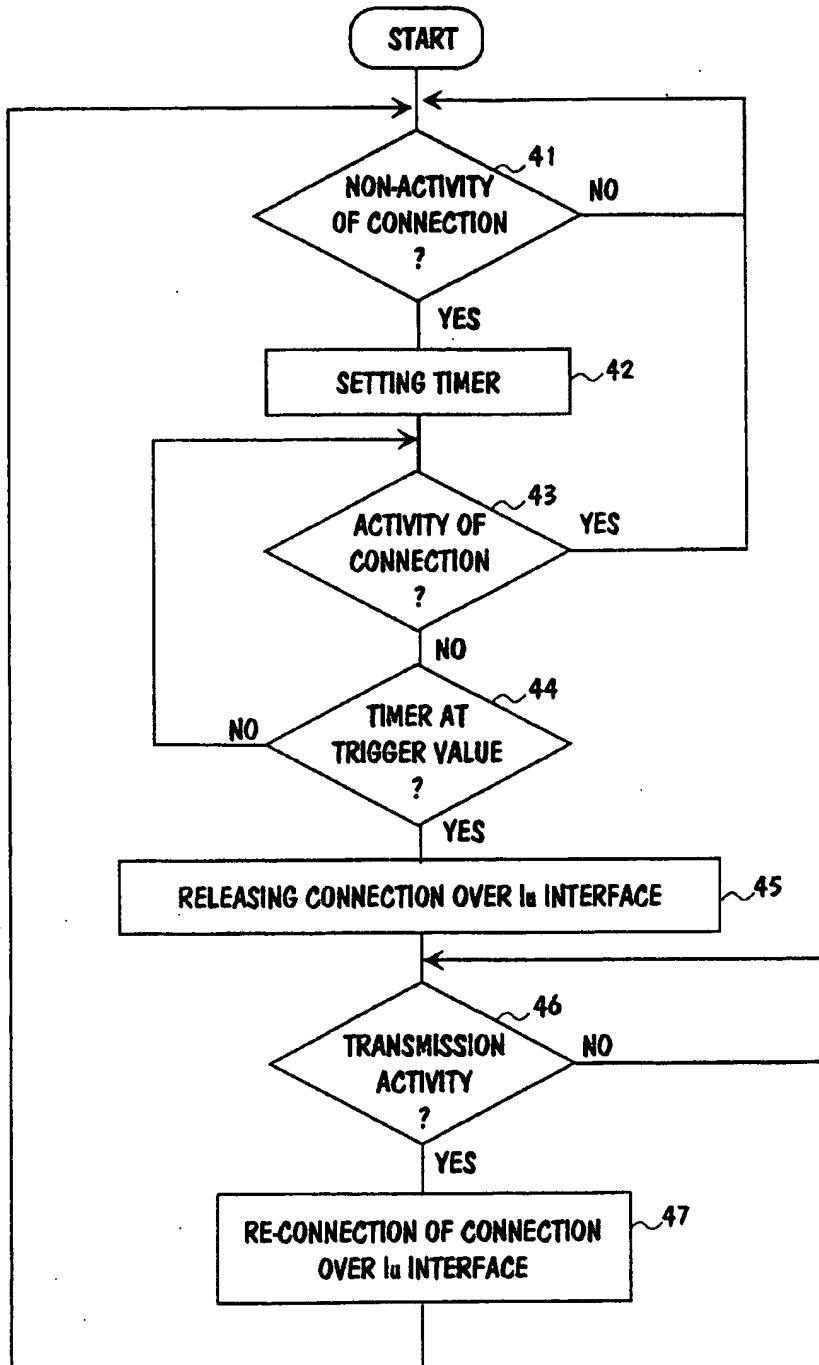 START
41
NON-ACTIVITY
OF CONNECTION
?
NO
YES
SETTING TIMER
42
43
ACTIVITY OF
CONNECTION
?
YES
NO
44
TIMER AT
TRIGGER VALUE
?
NO
YES
RELEASING CONNECTION OVER Iu INTERFACE
45
46
TRANSMISSION
ACTIVITY
?
NO
YES
RE-CONNECTION OF CONNECTION
OVER Iu INTERFACE
47